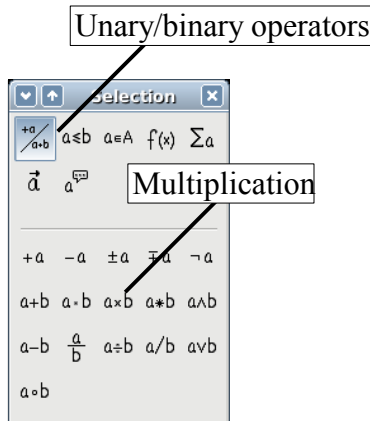 Unary/binary operators
Selection
+a/a+b a≤b a∈A f(x) Σa
a⃗ a
Multiplication
+a −a ±a ∓a ¬a
a+b a·b a×b a∗b a∧b
a−b a/b a÷b a/b a∨b
a∘b